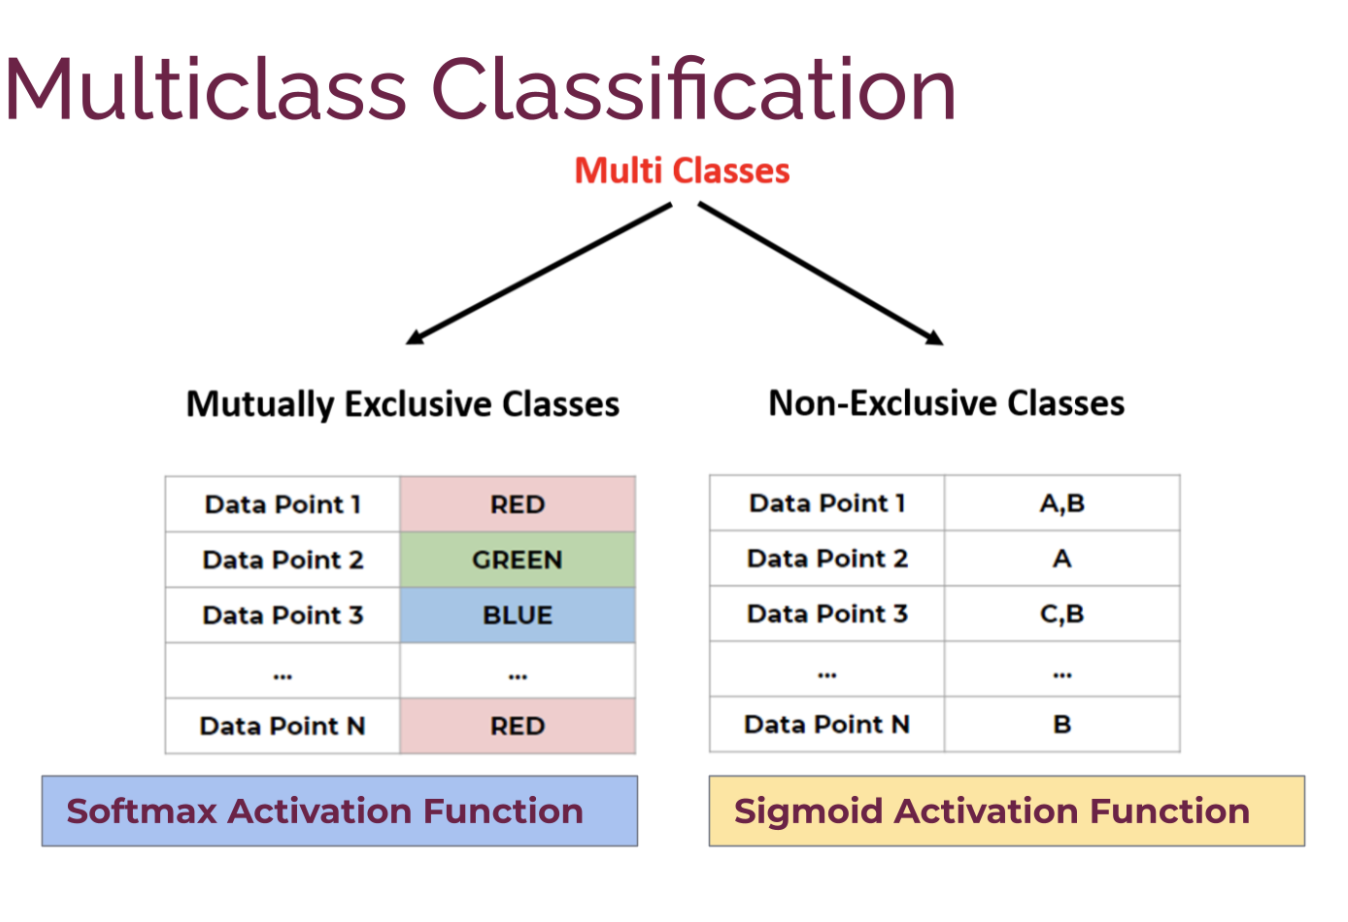 Multiclass Classification
Multi Classes
Mutually Exclusive Classes
Data Point 1 RED
Data Point 2 GREEN
Data Point 3 BLUE
... ...
Data Point N RED
Softmax Activation Function
Non-Exclusive Classes
Data Point 1 A,B
Data Point 2 A
Data Point 3 C,B
... ...
Data Point N B
Sigmoid Activation Function